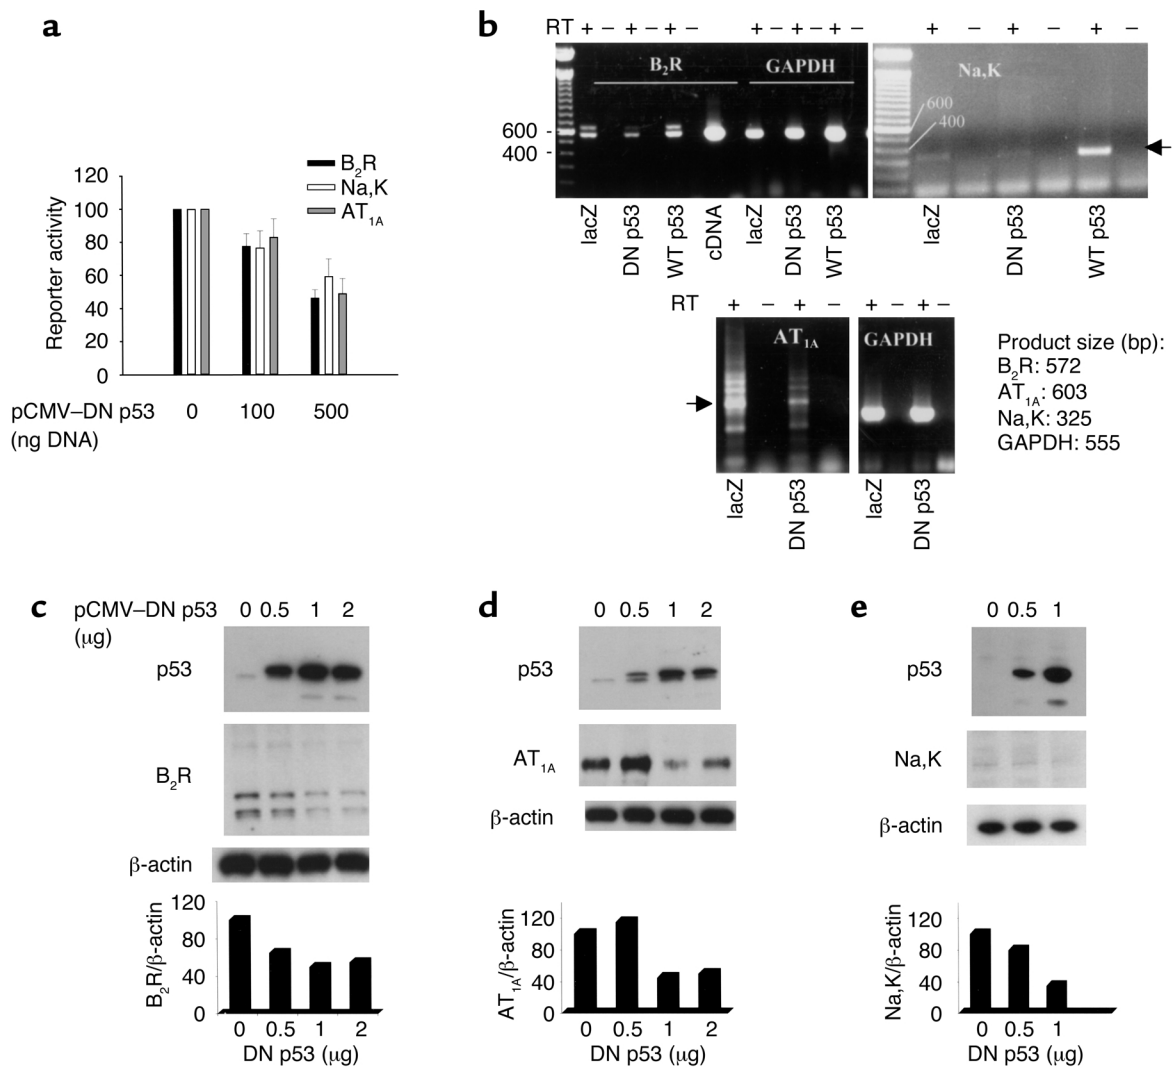 a
B2R
Na,K
AT1A
120
100
80
60
40
20
0
Reporter activity
pCMV–DN p53 0 100 500
(ng DNA)
b
RT + – + – + – + – + – + –
B2R GAPDH
600
400
lacZ DN p53 WT p53 cDNA lacZ DN p53 WT p53
+ – + – + –
Na,K
600
400
lacZ DN p53 WT p53
RT + – + – + – + –
AT1A GAPDH
lacZ DN p53 lacZ DN p53
Product size (bp):
B2R: 572
AT1A: 603
Na,K: 325
GAPDH: 555
c
pCMV–DN p53 0 0.5 1 2
(μg)
p53
B2R
β-actin
B2R/β-actin
120
80
40
0
0 0.5 1 2
DN p53 (μg)
d
0 0.5 1 2
p53
AT1A
β-actin
AT1A/β-actin
120
80
40
0
0 0.5 1 2
DN p53 (μg)
e
0 0.5 1
p53
Na,K
β-actin
Na,K/β-actin
120
80
40
0
0 0.5 1
DN p53 (μg)